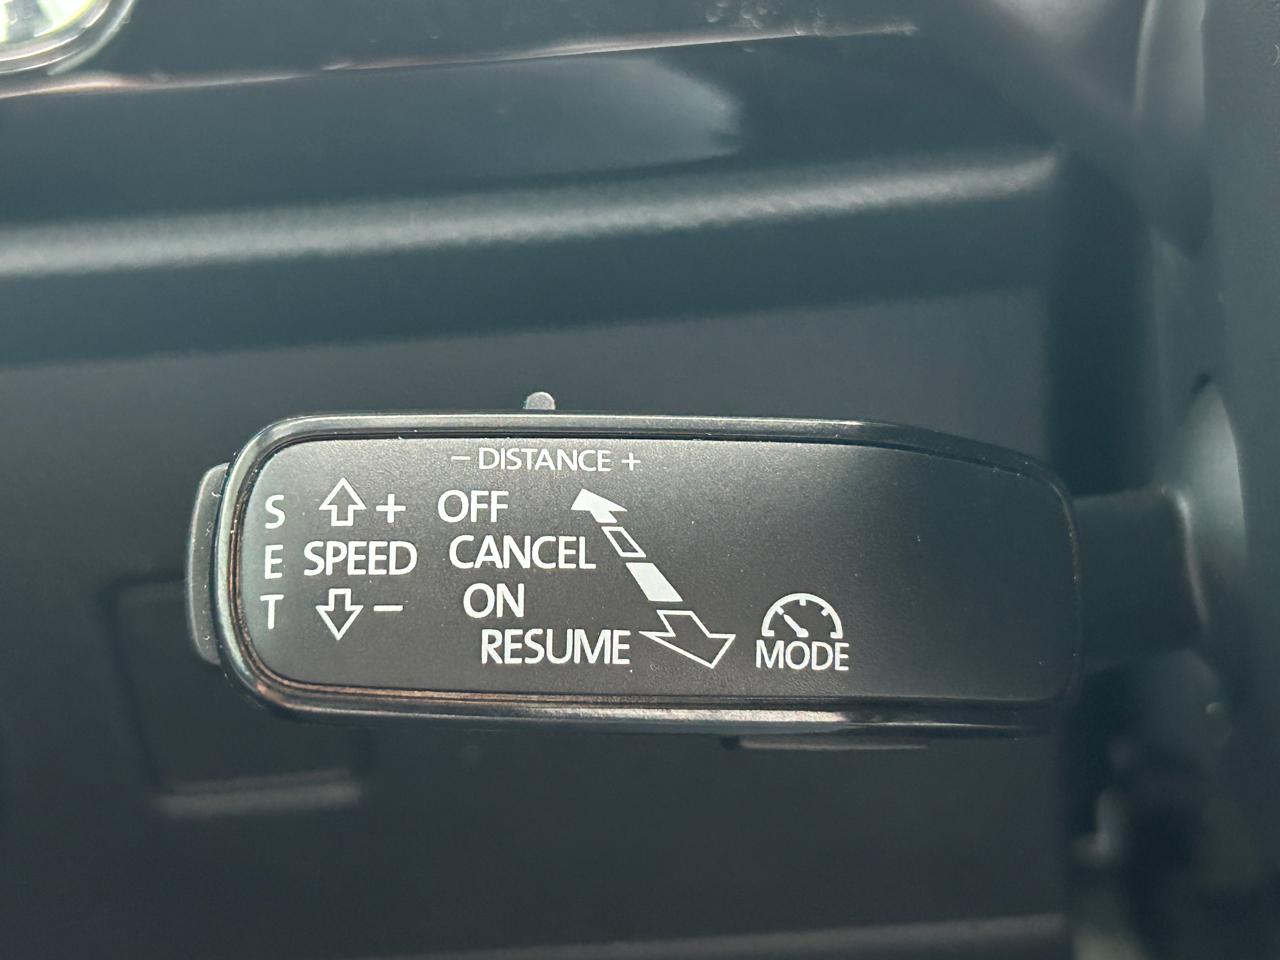 − DISTANCE +
S + OFF
E SPEED CANCEL
T − ON
RESUME
MODE